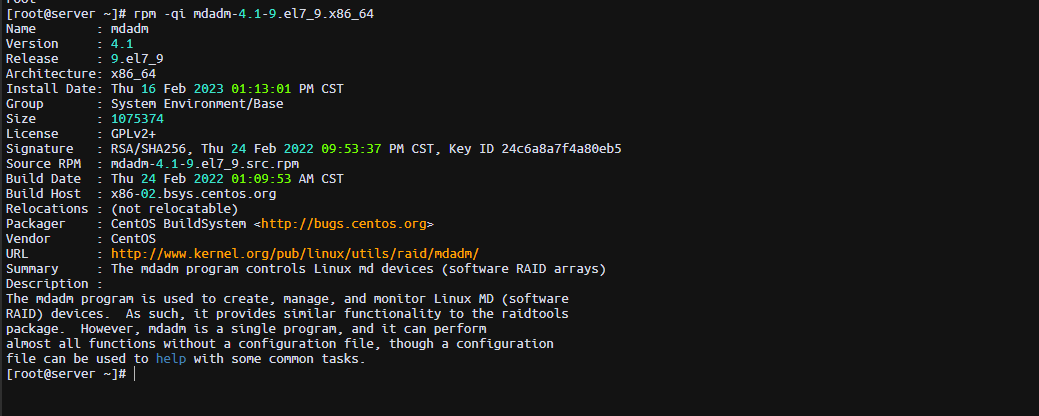 root
[root@server ~]# rpm -qi mdadm-4.1-9.el7_9.x86_64
Name        : mdadm
Version     : 4.1
Release     : 9.el7_9
Architecture: x86_64
Install Date: Thu 16 Feb 2023 01:13:01 PM CST
Group       : System Environment/Base
Size        : 1075374
License     : GPLv2+
Signature   : RSA/SHA256, Thu 24 Feb 2022 09:53:37 PM CST, Key ID 24c6a8a7f4a80eb5
Source RPM  : mdadm-4.1-9.el7_9.src.rpm
Build Date  : Thu 24 Feb 2022 01:09:53 AM CST
Build Host  : x86-02.bsys.centos.org
Relocations : (not relocatable)
Packager    : CentOS BuildSystem <http://bugs.centos.org>
Vendor      : CentOS
URL         : http://www.kernel.org/pub/linux/utils/raid/mdadm/
Summary     : The mdadm program controls Linux md devices (software RAID arrays)
Description :
The mdadm program is used to create, manage, and monitor Linux MD (software
RAID) devices.  As such, it provides similar functionality to the raidtools
package.  However, mdadm is a single program, and it can perform
almost all functions without a configuration file, though a configuration
file can be used to help with some common tasks.
[root@server ~]#